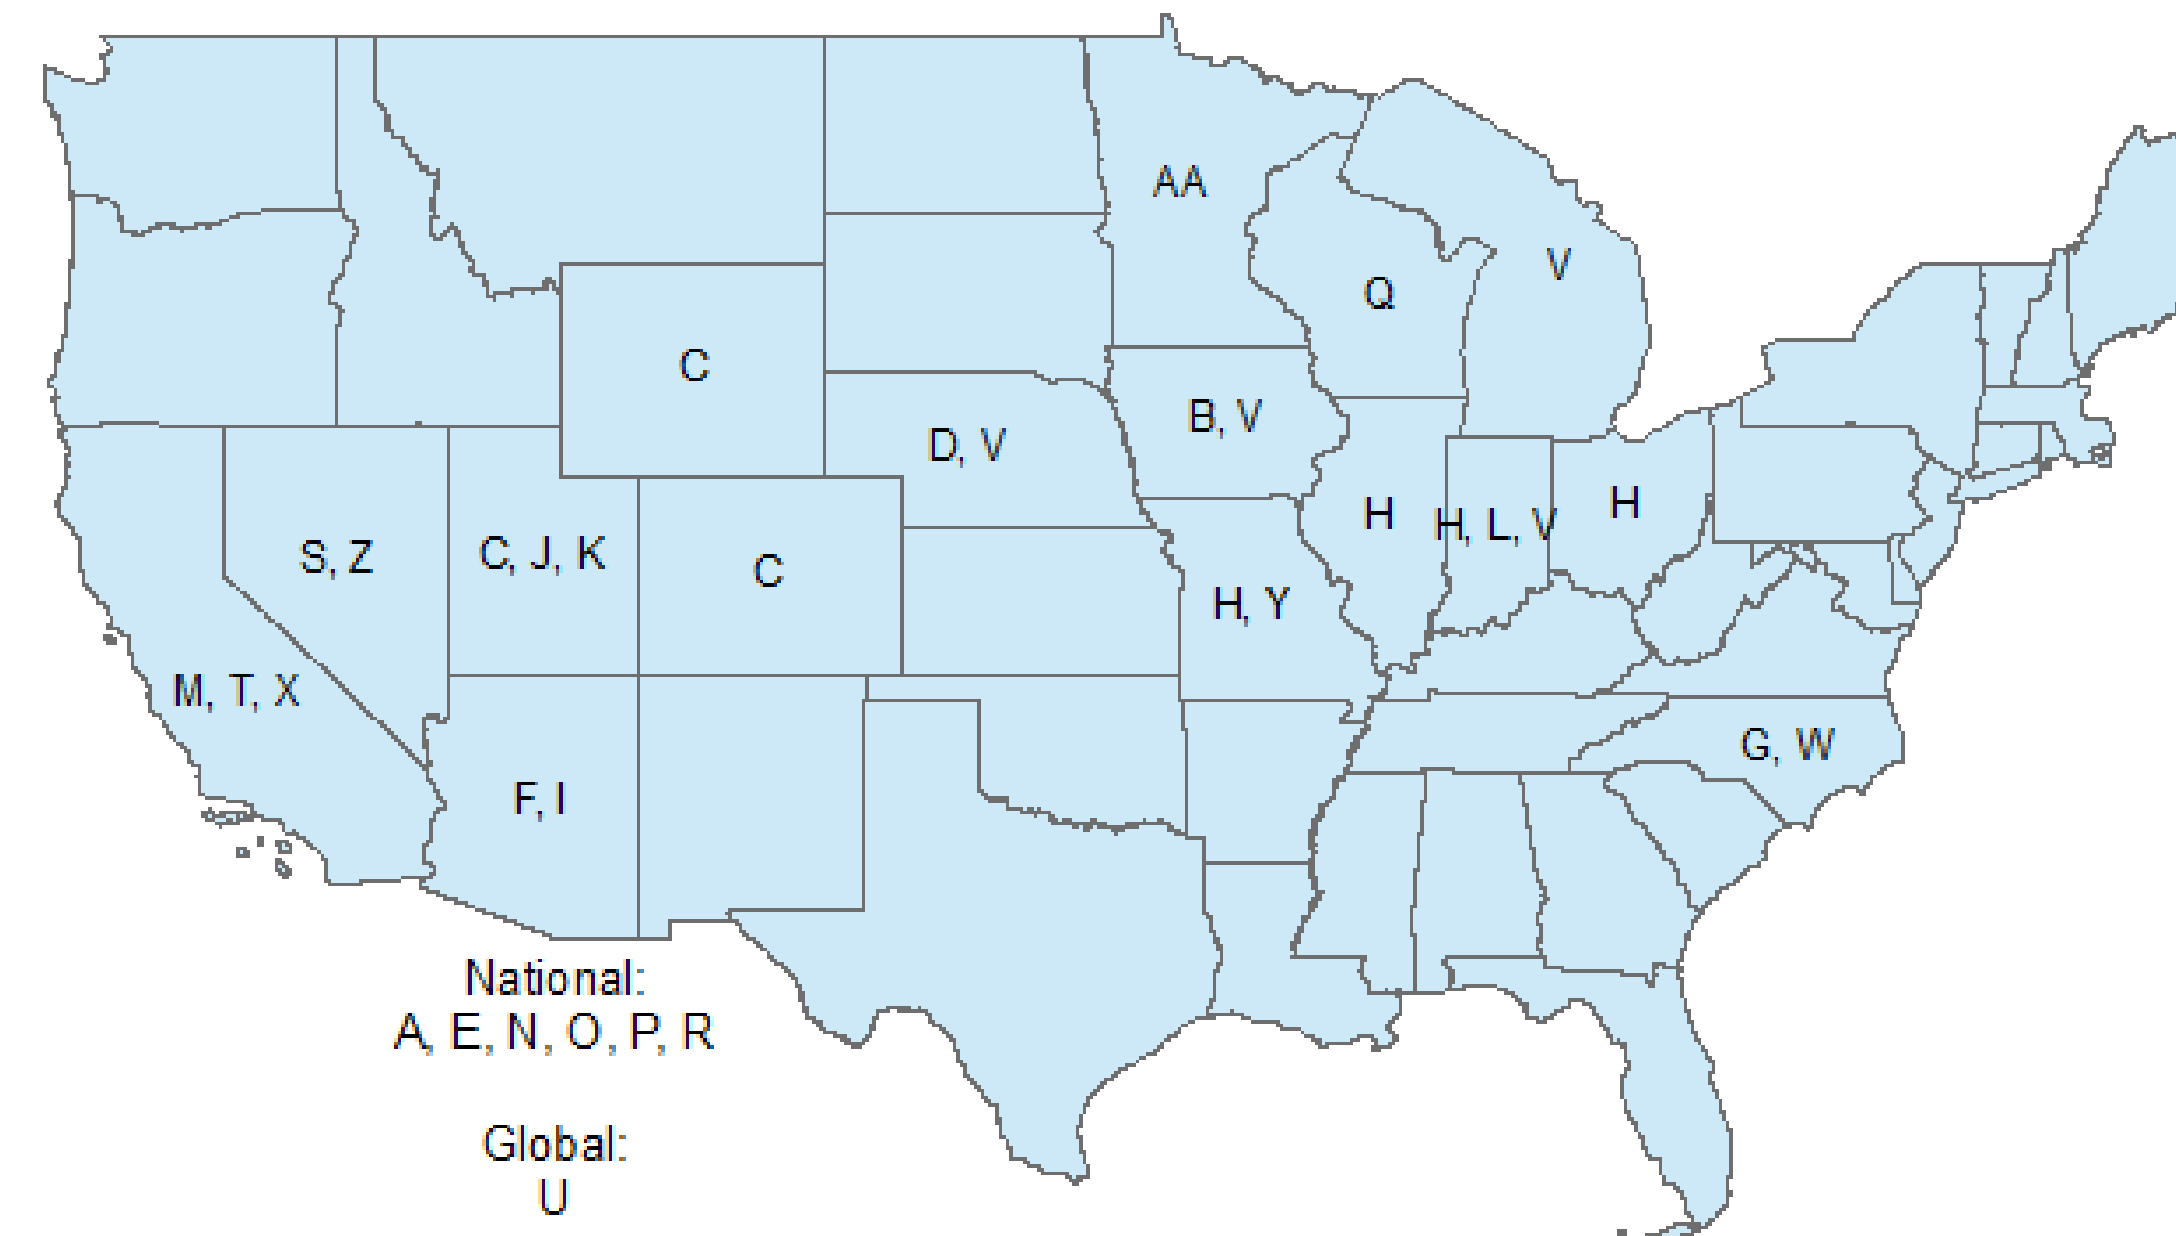 AA
V
Q
C
B, V
D, V
H
H
H, L, V
S, Z
C, J, K
C
H, Y
M, T, X
G, W
F, I
National:
A, E, N, O, P, R
Global:
U